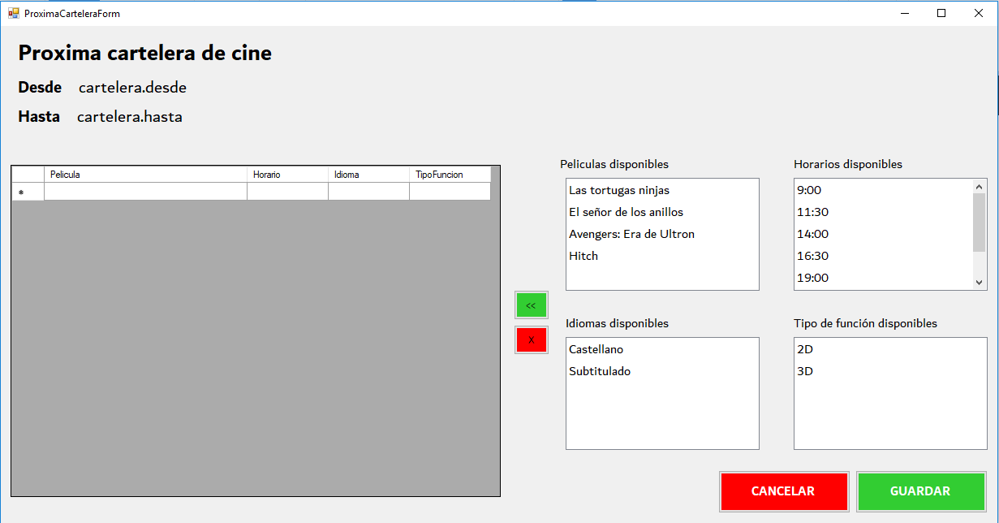 ProximaCarteleraForm
Proxima cartelera de cine
Desde cartelera.desde
Hasta cartelera.hasta
Pelicula Horario Idioma TipoFuncion
*
<<
X
Peliculas disponibles
Las tortugas ninjas
El señor de los anillos
Avengers: Era de Ultron
Hitch
Horarios disponibles
9:00
11:30
14:00
16:30
19:00
Idiomas disponibles
Castellano
Subtitulado
Tipo de función disponibles
2D
3D
CANCELAR GUARDAR